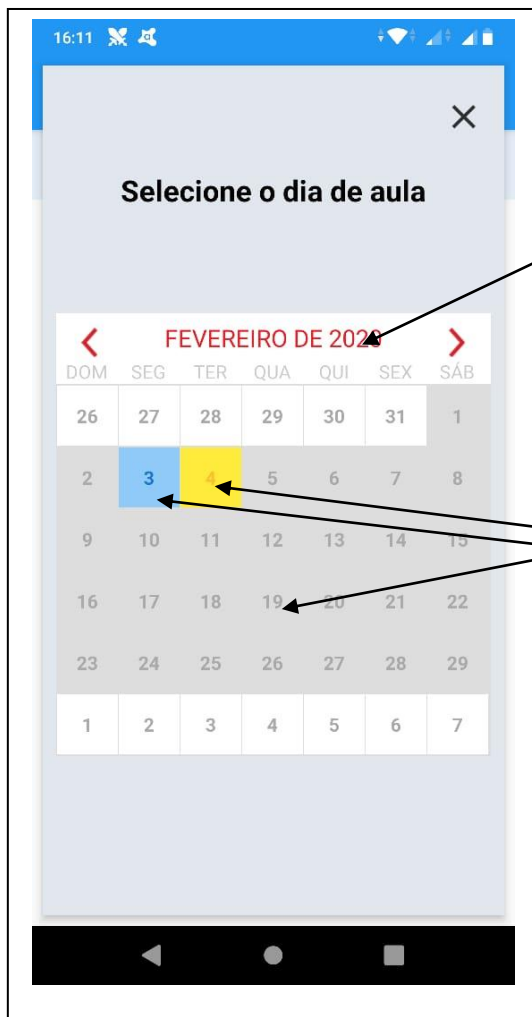 16:11
Selecione o dia de aula
FEVEREIRO DE 2020
DOM SEG TER QUA QUI SEX SÁB
26 27 28 29 30 31 1
2 3 4 5 6 7 8
9 10 11 12 13 14 15
16 17 18 19 20 21 22
23 24 25 26 27 28 29
1 2 3 4 5 6 7